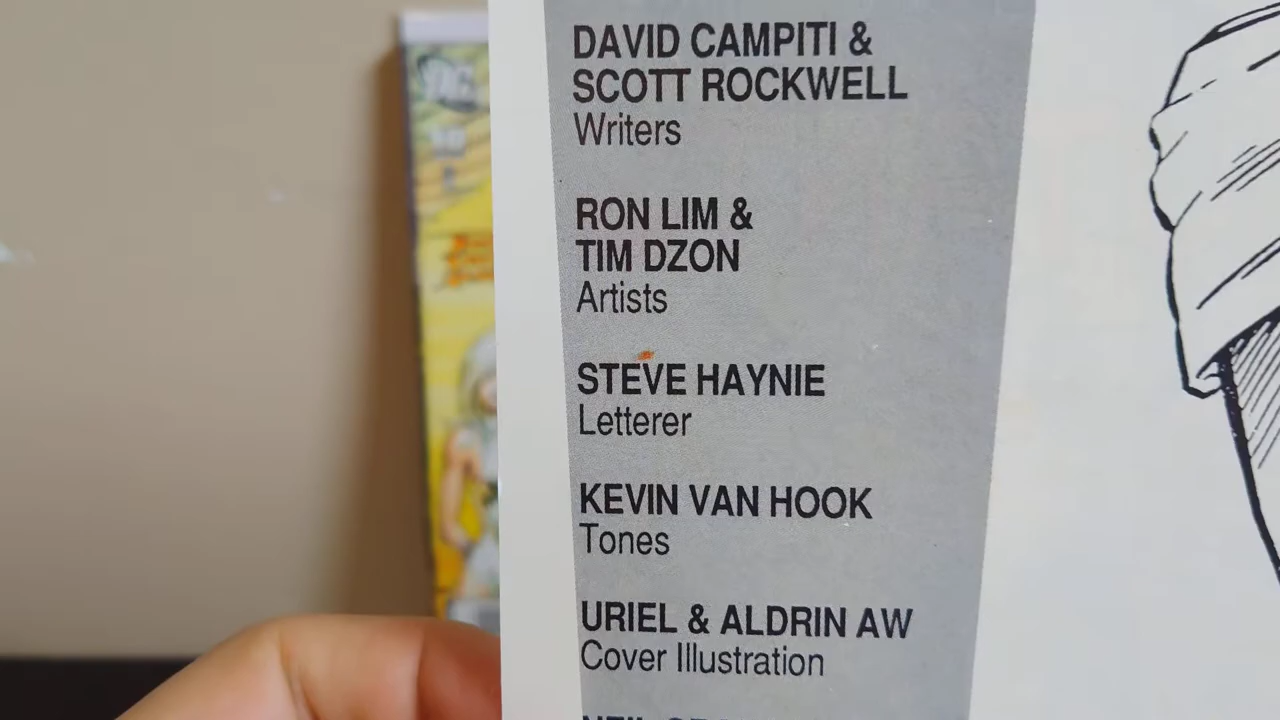 DAVID CAMPITI &
SCOTT ROCKWELL
Writers
RON LIM &
TIM DZON
Artists
STEVE HAYNIE
Letterer
KEVIN VAN HOOK
Tones
URIEL & ALDRIN AW
Cover Illustration